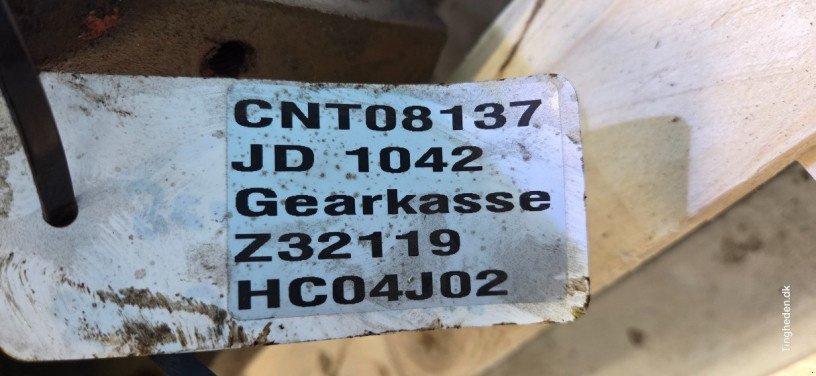 CNT08137
JD 1042
Gearkasse
Z32119
HC04J02
Tingheden.dk